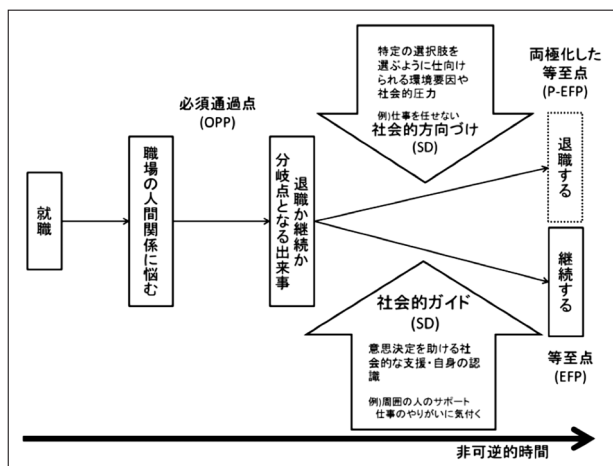 特定の選択肢を
選ぶように仕向け
られる環境要因や
社会的圧力
例)仕事を任せない
社会的方向づけ
(SD)
両極化した
等至点
(P-EFP)
必須通過点
(OPP)
就職
職場の人間関係に悩む
退職か継続か
分岐点となる出来事
退職する
継続する
社会的ガイド
(SD)
意思決定を助ける社
会的な支援・自身の認
識
例)周囲の人のサポート
仕事のやりがいに気付く
等至点
(EFP)
非可逆的時間